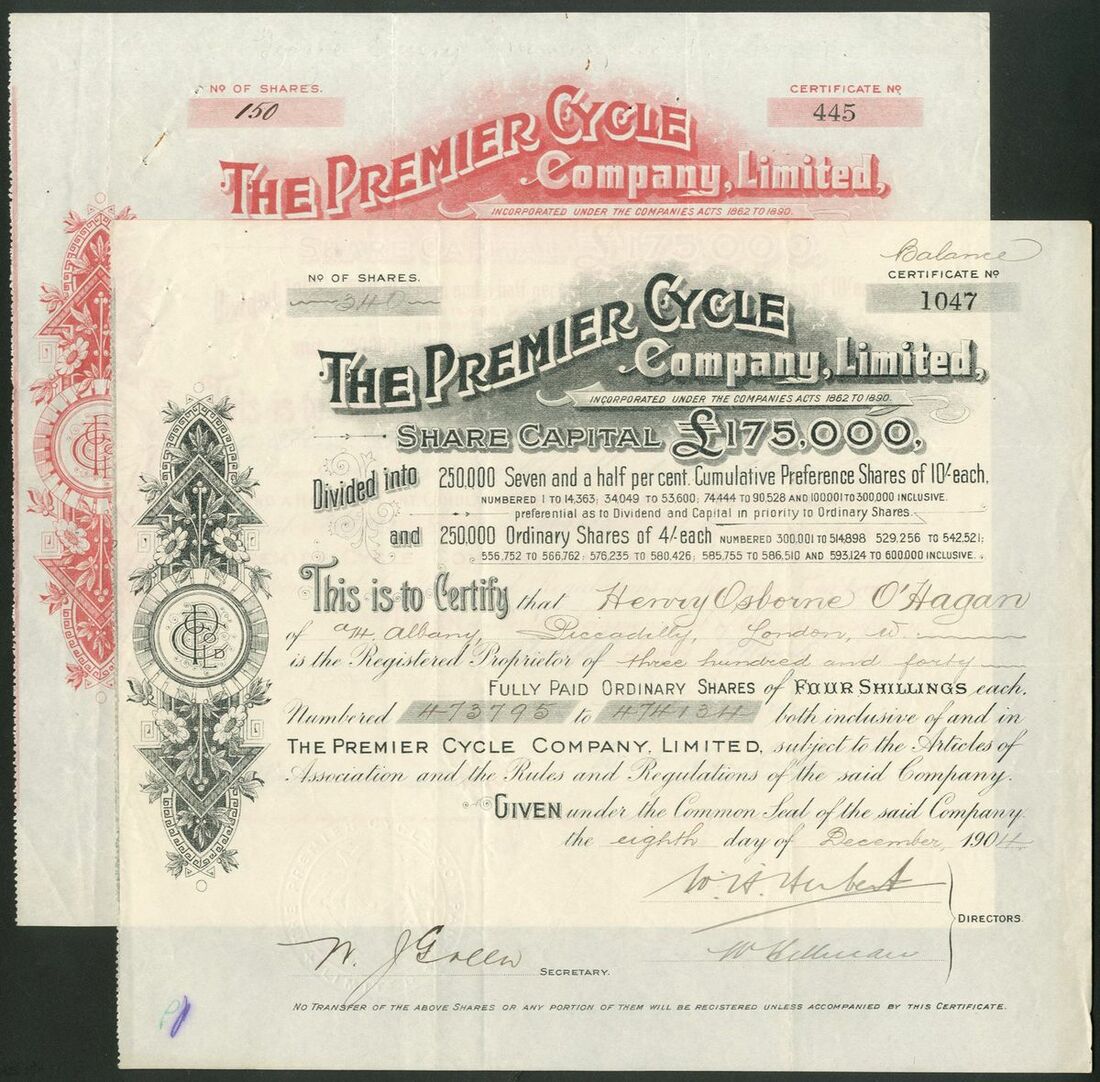 Nº OF SHARES.
150
CERTIFICATE Nº
445
THE PREMIER CYCLE
Company, Limited,
INCORPORATED UNDER THE COMPANIES ACTS 1862 TO 1890.
Balance
Nº OF SHARES.
340
CERTIFICATE Nº
1047
THE PREMIER CYCLE
Company, Limited,
INCORPORATED UNDER THE COMPANIES ACTS 1862 TO 1890.
SHARE CAPITAL £175,000,
Divided into 250,000 Seven and a half per cent. Cumulative Preference Shares of 10/- each,
NUMBERED 1 TO 14,363; 34,049 TO 53,600; 74,444 TO 90,528 AND 100,001 TO 300,000 INCLUSIVE.
preferential as to Dividend and Capital in priority to Ordinary Shares.
and 250,000 Ordinary Shares of 4/- each NUMBERED 300,001 TO 514,898 529,256 TO 542,521;
556,752 TO 566,762; 576,235 TO 580,426; 585,755 TO 586,510 AND 593,124 TO 600,000 INCLUSIVE.
This is to Certify that Henry Osborne O'Hagan
of Albany, Piccadilly, London, W.
is the Registered Proprietor of three hundred and forty
FULLY PAID ORDINARY SHARES of FOUR SHILLINGS each,
Numbered 473795 to 474134 both inclusive of and in
THE PREMIER CYCLE COMPANY, LIMITED, subject to the Articles of
Association and the Rules and Regulations of the said Company.
GIVEN under the Common Seal of the said Company
the eighth day of December, 1904.
W. H. Herbert
DIRECTORS.
W Hillman
W. J Green
SECRETARY.
NO TRANSFER OF THE ABOVE SHARES OR ANY PORTION OF THEM WILL BE REGISTERED UNLESS ACCOMPANIED BY THIS CERTIFICATE.